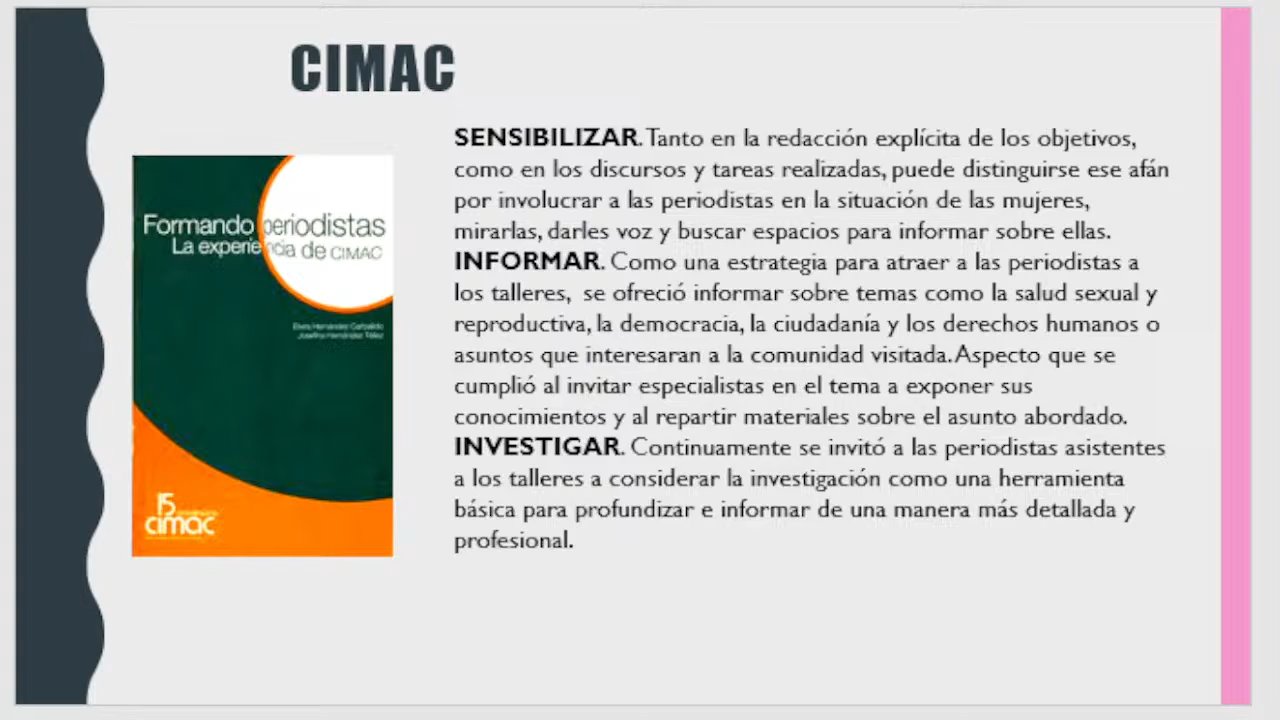 CIMAC
SENSIBILIZAR. Tanto en la redacción explícita de los objetivos,
como en los discursos y tareas realizadas, puede distinguirse ese afán
por involucrar a las periodistas en la situación de las mujeres,
mirarlas, darles voz y buscar espacios para informar sobre ellas.
INFORMAR. Como una estrategia para atraer a las periodistas a
los talleres, se ofreció informar sobre temas como la salud sexual y
reproductiva, la democracia, la ciudadanía y los derechos humanos o
asuntos que interesaran a la comunidad visitada. Aspecto que se
cumplió al invitar especialistas en el tema a exponer sus
conocimientos y al repartir materiales sobre el asunto abordado.
INVESTIGAR. Continuamente se invitó a las periodistas asistentes
a los talleres a considerar la investigación como una herramienta
básica para profundizar e informar de una manera más detallada y
profesional.
Formando periodistas
La experiencia de CIMAC
Elvira Hernández Carballido
Josefina Hernández Téllez
15
cimac